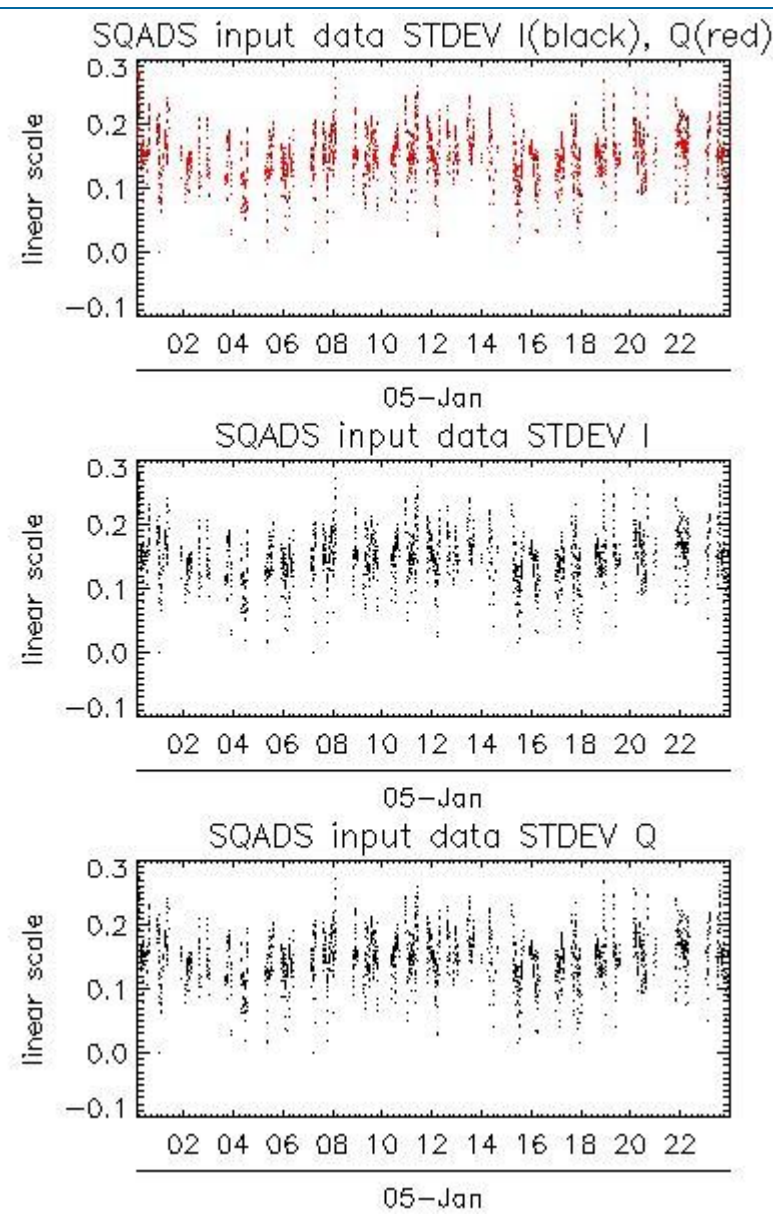 SQADS input data STDEV I(black), Q(red)
0.3
0.2
0.1
0.0
-0.1
linear scale
02 04 06 08 10 12 14 16 18 20 22
05-Jan
SQADS input data STDEV I
0.3
0.2
0.1
0.0
-0.1
linear scale
02 04 06 08 10 12 14 16 18 20 22
05-Jan
SQADS input data STDEV Q
0.3
0.2
0.1
0.0
-0.1
linear scale
02 04 06 08 10 12 14 16 18 20 22
05-Jan